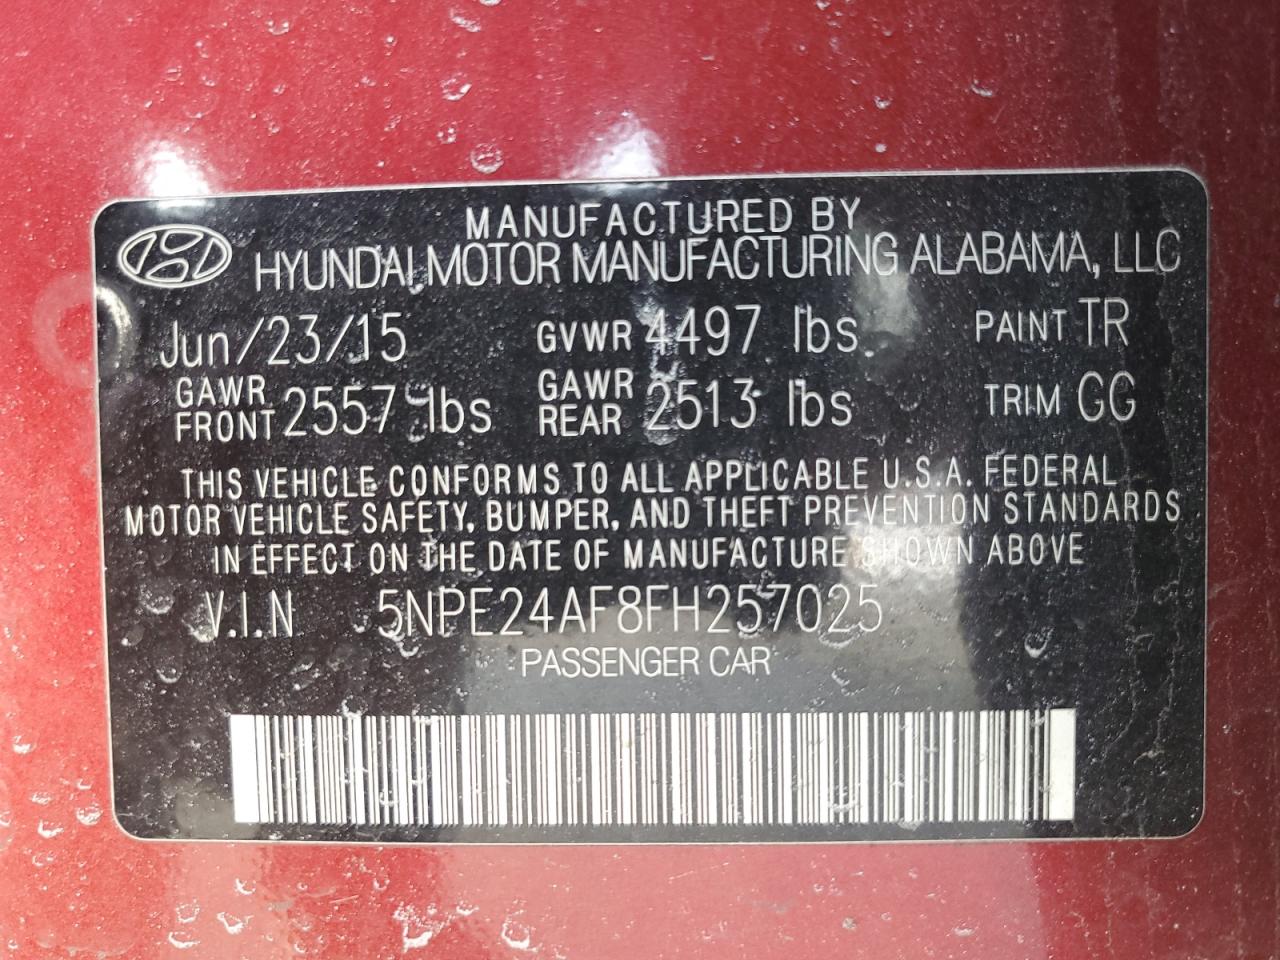 MANUFACTURED BY
HYUNDAI MOTOR MANUFACTURING ALABAMA, LLC
Jun/23/15 GVWR 4497 lbs PAINT TR
GAWR FRONT 2557 lbs GAWR REAR 2513 lbs TRIM GG
THIS VEHICLE CONFORMS TO ALL APPLICABLE U.S.A. FEDERAL
MOTOR VEHICLE SAFETY, BUMPER, AND THEFT PREVENTION STANDARDS
IN EFFECT ON THE DATE OF MANUFACTURE SHOWN ABOVE
V.I.N 5NPE24AF8FH257025
PASSENGER CAR